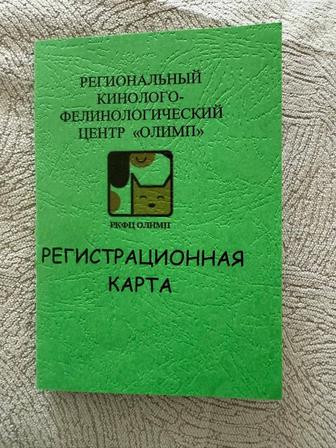 РЕГИОНАЛЬНЫЙ
КИНОЛОГО-
ФЕЛИНОЛОГИЧЕСКИЙ
ЦЕНТР «ОЛИМП»
РКФЦ ОЛИМП
РЕГИСТРАЦИОННАЯ
КАРТА